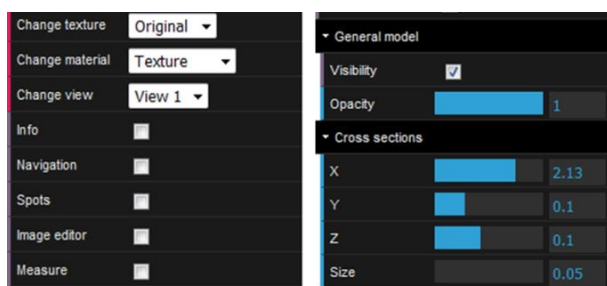 Change texture Original
Change material Texture
Change view View 1
Info
Navigation
Spots
Image editor
Measure
General model
Visibility
Opacity 1
Cross sections
X 2.13
Y 0.1
Z 0.1
Size 0.05